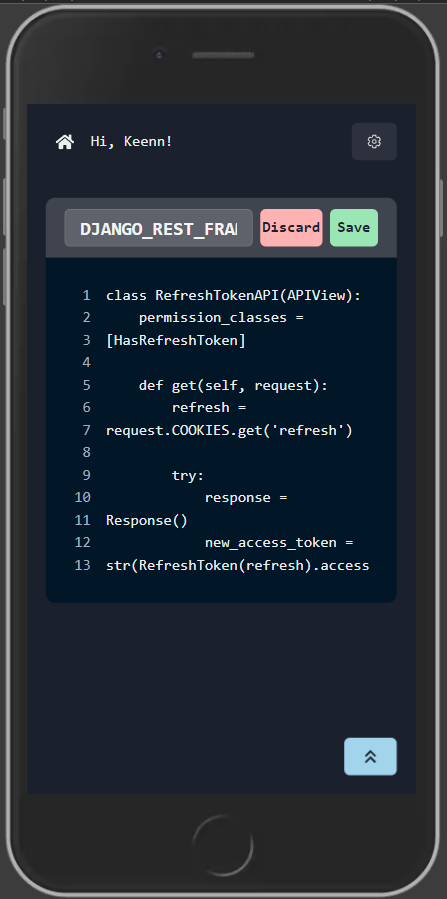 Hi, Keenn!
DJANGO_REST_FRA
Discard
Save
1 class RefreshTokenAPI(APIView):
2     permission_classes =
3 [HasRefreshToken]
4
5     def get(self, request):
6         refresh =
7 request.COOKIES.get('refresh')
8
9         try:
10             response =
11 Response()
12             new_access_token =
13 str(RefreshToken(refresh).access